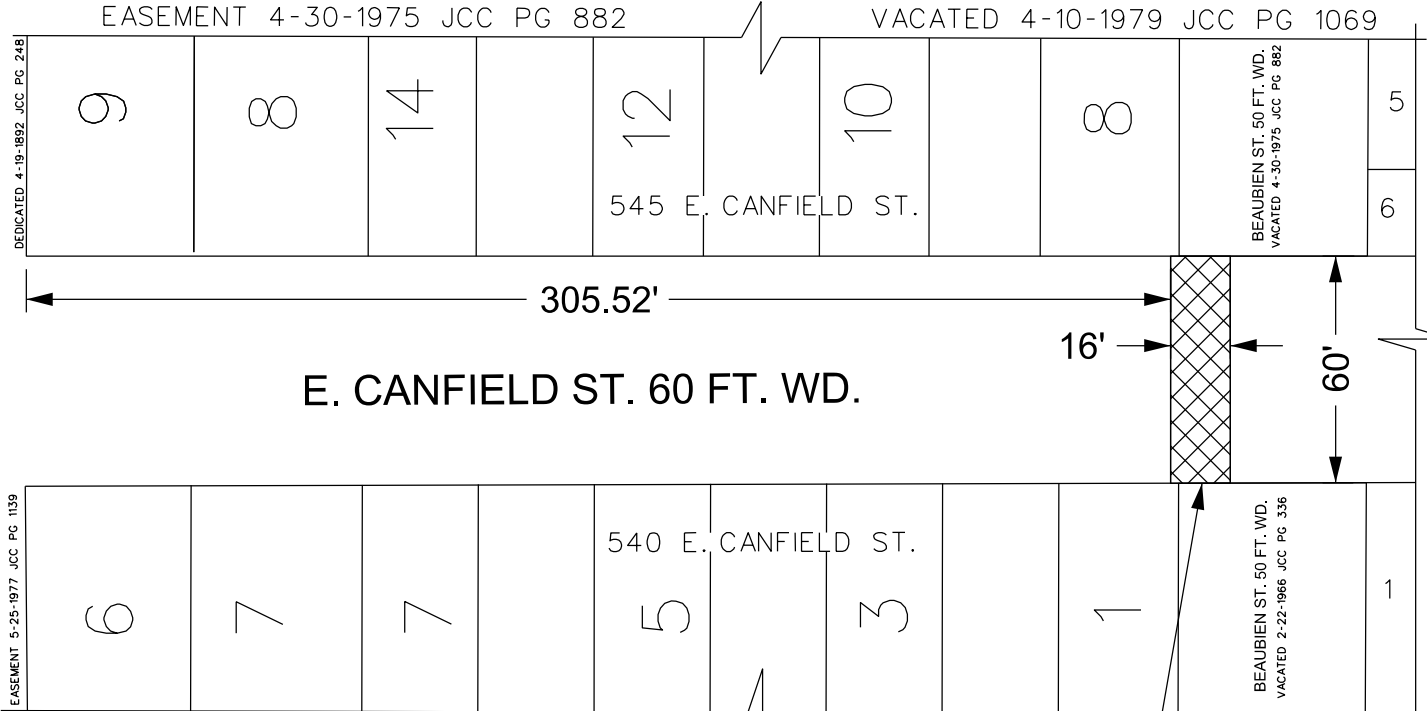 EASEMENT 4-30-1975 JCC PG 882
VACATED 4-10-1979 JCC PG 1069
DEDICATED 4-19-1892 JCC PG 248
9
8
14
12
10
8
BEAUBIEN ST. 50 FT. WD.
VACATED 4-30-1975 JCC PG 882
5
6
545 E. CANFIELD ST.
305.52'
16'
60'
E. CANFIELD ST. 60 FT. WD.
EASEMENT 5-25-1977 JCC PG 1139
540 E. CANFIELD ST.
6
7
7
5
3
1
BEAUBIEN ST. 50 FT. WD.
VACATED 2-22-1966 JCC PG 336
1